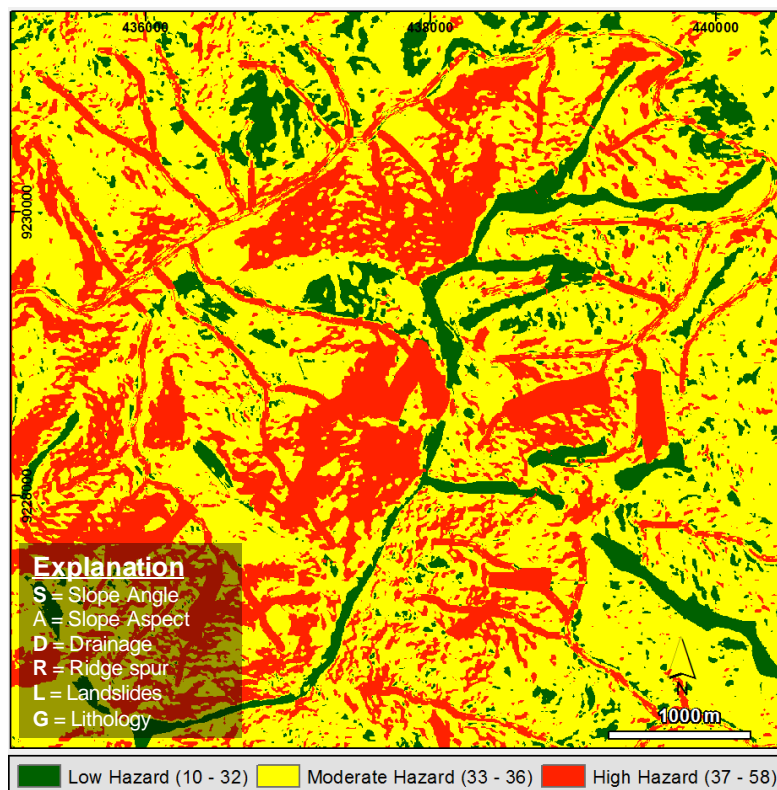 436000
438000
440000
9230000
9228000
Explanation
S = Slope Angle
A = Slope Aspect
D = Drainage
R = Ridge spur
L = Landslides
G = Lithology
N
1000m
Low Hazard (10 - 32)
Moderate Hazard (33 - 36)
High Hazard (37 - 58)